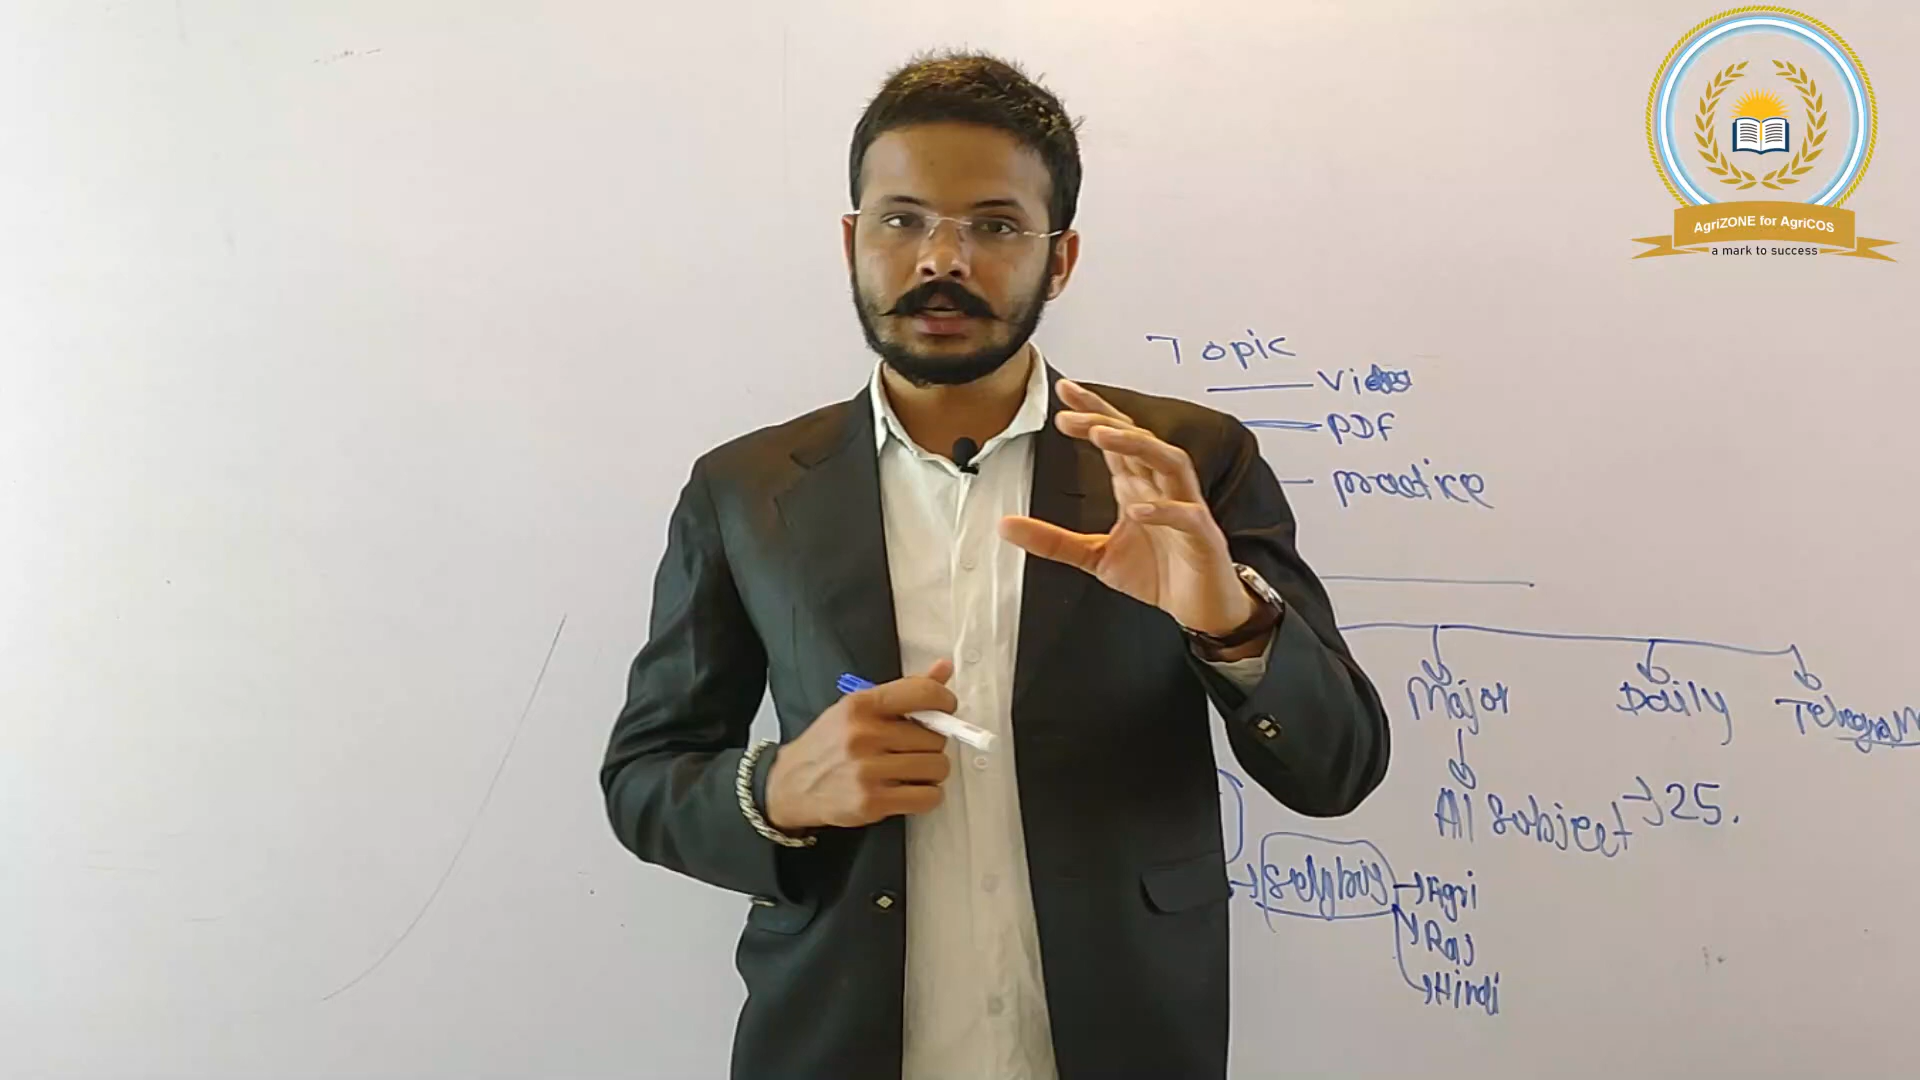 AgriZONE for AgriCOS
a mark to success
Topic
Video
PDF
practice
Major
Daily
Telegram
All Subject → 25.
Sellybis → Agri
Raj
Hindi